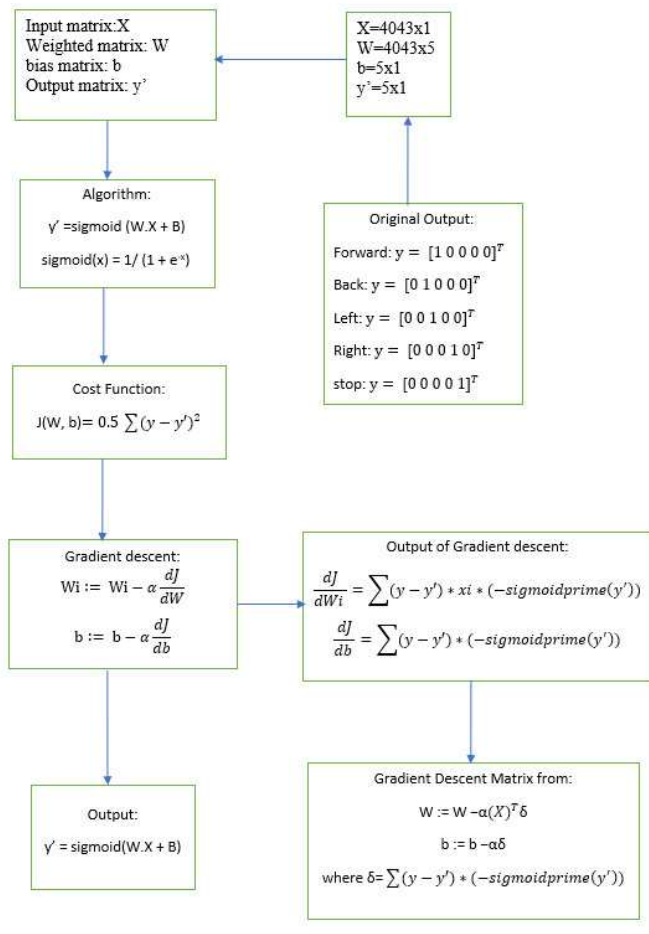 Input matrix:X
Weighted matrix: W
bias matrix: b
Output matrix: y’
X=4043x1
W=4043x5
b=5x1
y’=5x1
Algorithm:
y’ =sigmoid (W.X + B)
sigmoid(x) = 1/ (1 + e⁻ˣ)
Original Output:
Forward: y = [1 0 0 0 0]ᵀ
Back: y = [0 1 0 0 0]ᵀ
Left: y = [0 0 1 0 0]ᵀ
Right: y = [0 0 0 1 0]ᵀ
stop: y = [0 0 0 0 1]ᵀ
Cost Function:
J(W, b)= 0.5 ∑(y − y′)²
Gradient descent:
Wi := Wi − α dJ/dW
b := b − α dJ/db
Output of Gradient descent:
dJ/dWi = ∑(y − y′) ∗ xi ∗ (−sigmoidprime(y′))
dJ/db = ∑(y − y′) ∗ (−sigmoidprime(y′))
Output:
y’ = sigmoid(W.X + B)
Gradient Descent Matrix from:
W := W -α(X)ᵀδ
b := b -αδ
where δ= ∑(y − y′) ∗ (−sigmoidprime(y′))